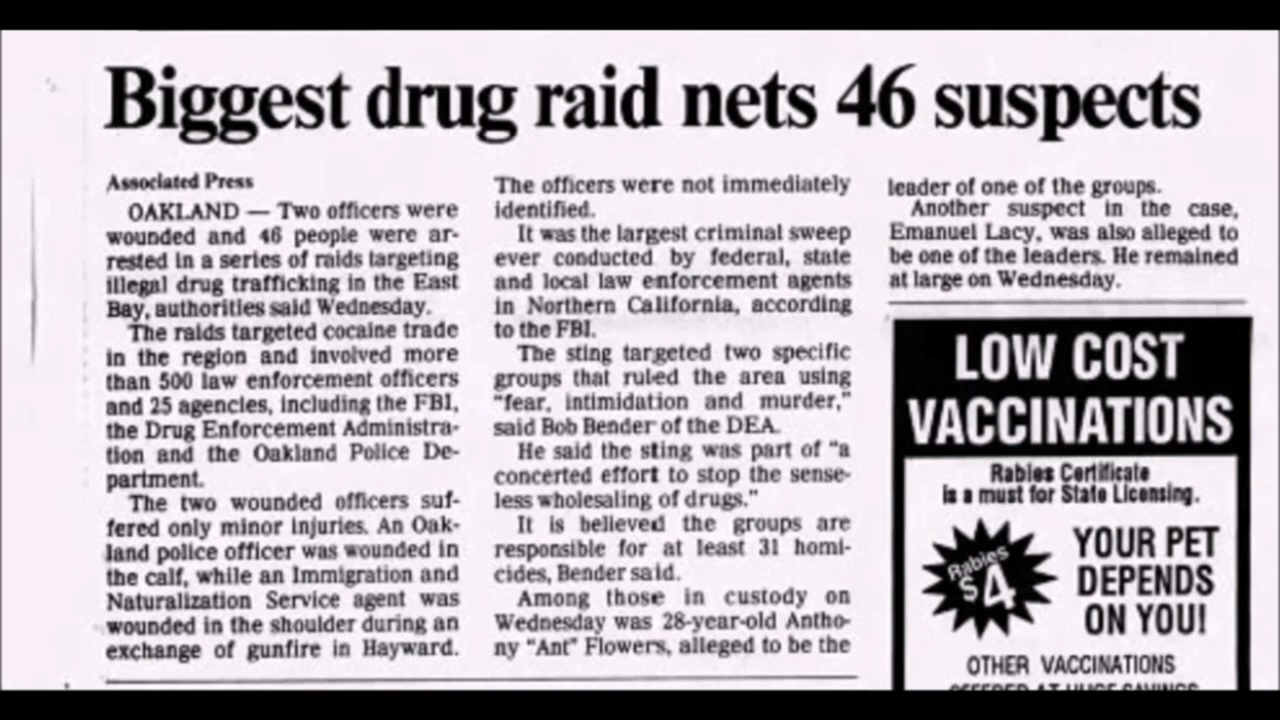 Biggest drug raid nets 46 suspects
Associated Press
OAKLAND — Two officers were
wounded and 46 people were ar-
rested in a series of raids targeting
illegal drug trafficking in the East
Bay, authorities said Wednesday.
The raids targeted cocaine trade
in the region and involved more
than 500 law enforcement officers
and 25 agencies, including the FBI,
the Drug Enforcement Administra-
tion and the Oakland Police De-
partment.
The two wounded officers suf-
fered only minor injuries. An Oak-
land police officer was wounded in
the calf, while an Immigration and
Naturalization Service agent was
wounded in the shoulder during an
exchange of gunfire in Hayward.
The officers were not immediately
identified.
It was the largest criminal sweep
ever conducted by federal, state
and local law enforcement agents
in Northern California, according
to the FBI.
The sting targeted two specific
groups that ruled the area using
"fear, intimidation and murder,"
said Bob Bender of the DEA.
He said the sting was part of "a
concerted effort to stop the sense-
less wholesaling of drugs."
It is believed the groups are
responsible for at least 31 homi-
cides, Bender said.
Among those in custody on
Wednesday was 28-year-old Antho-
ny "Ant" Flowers, alleged to be the
leader of one of the groups.
Another suspect in the case,
Emanuel Lacy, was also alleged to
be one of the leaders. He remained
at large on Wednesday.
LOW COST
VACCINATIONS
Rabies Certificate
is a must for State Licensing.
Rabies
$4
YOUR PET
DEPENDS
ON YOU!
OTHER VACCINATIONS
OFFERED AT HUGE SAVINGS